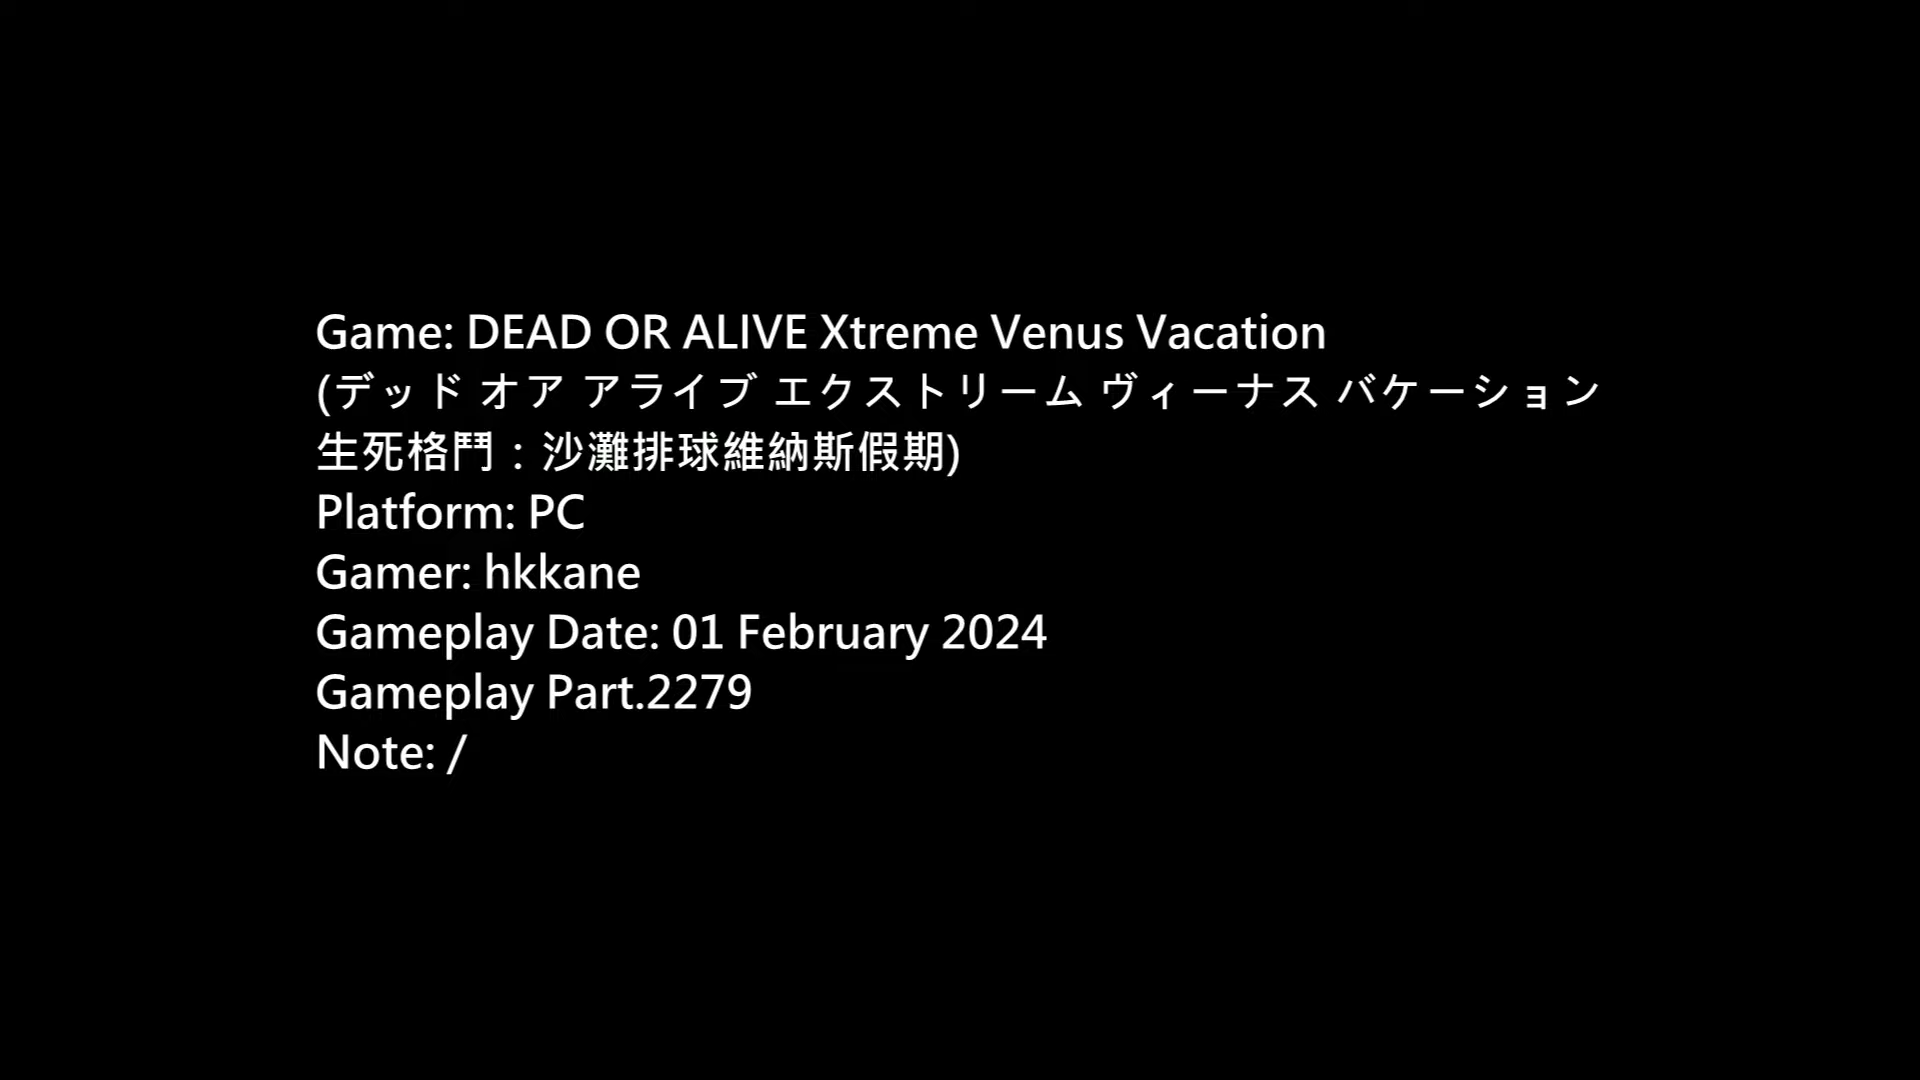 Game: DEAD OR ALIVE Xtreme Venus Vacation
(デッド オア アライブ エクストリーム ヴィーナス バケーション
生死格鬥：沙灘排球維納斯假期)
Platform: PC
Gamer: hkkane
Gameplay Date: 01 February 2024
Gameplay Part.2279
Note: /